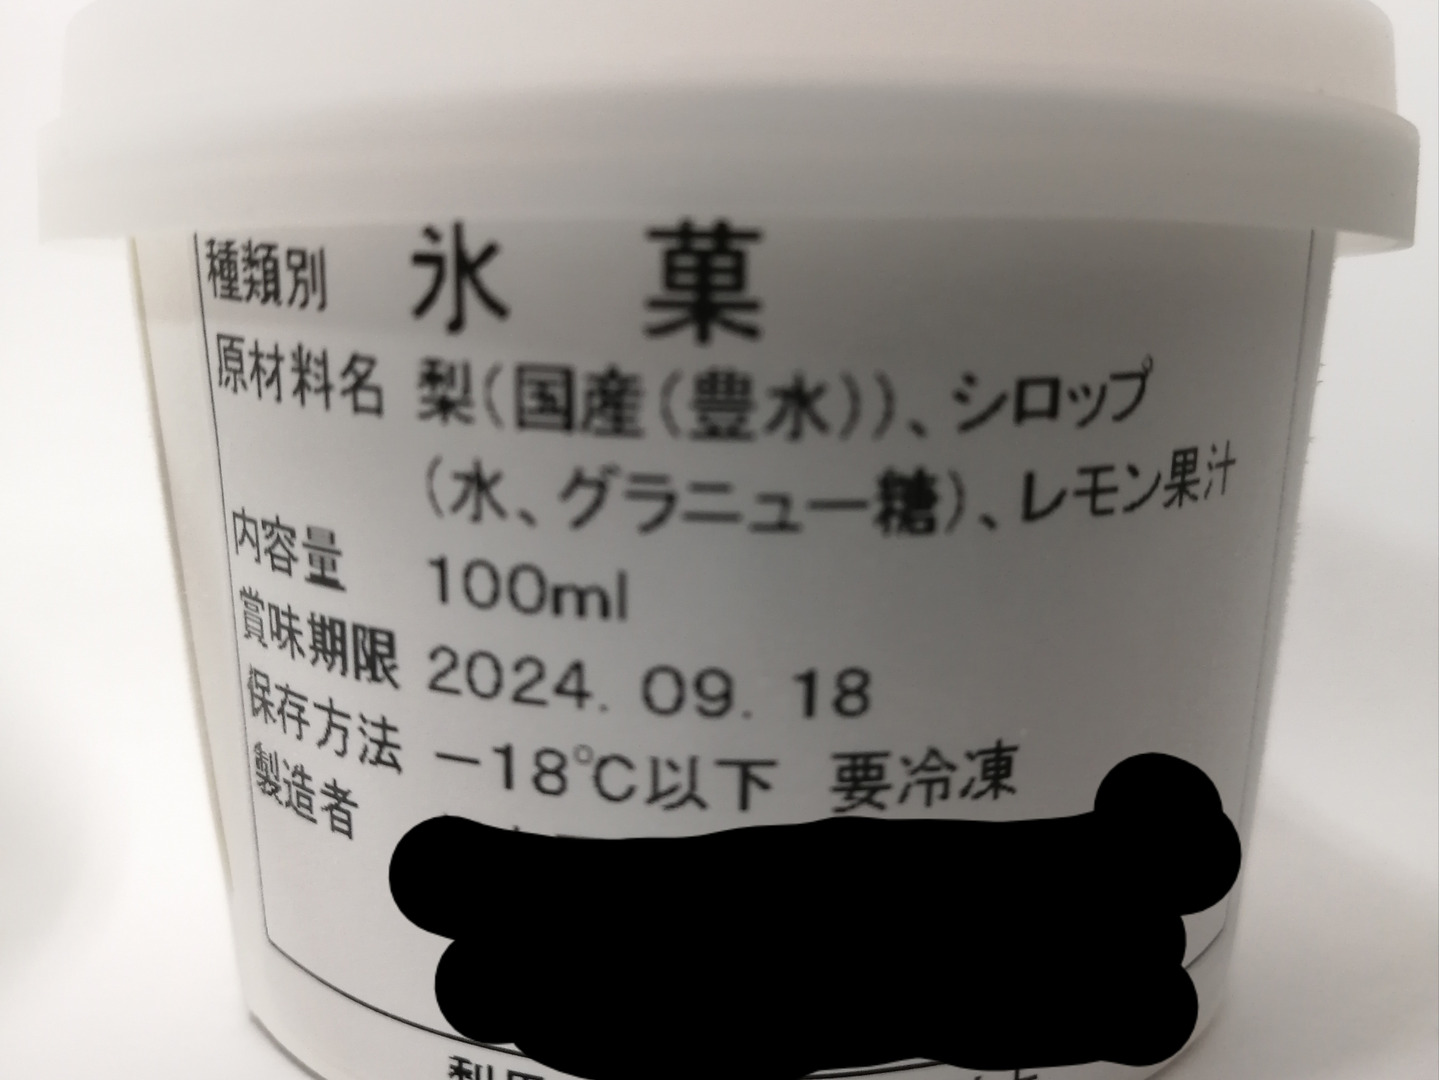 種類別 氷菓
原材料名 梨(国産(豊水))、シロップ
(水、グラニュー糖)、レモン果汁
内容量 100ml
賞味期限 2024. 09. 18
保存方法 -18℃以下 要冷凍
製造者